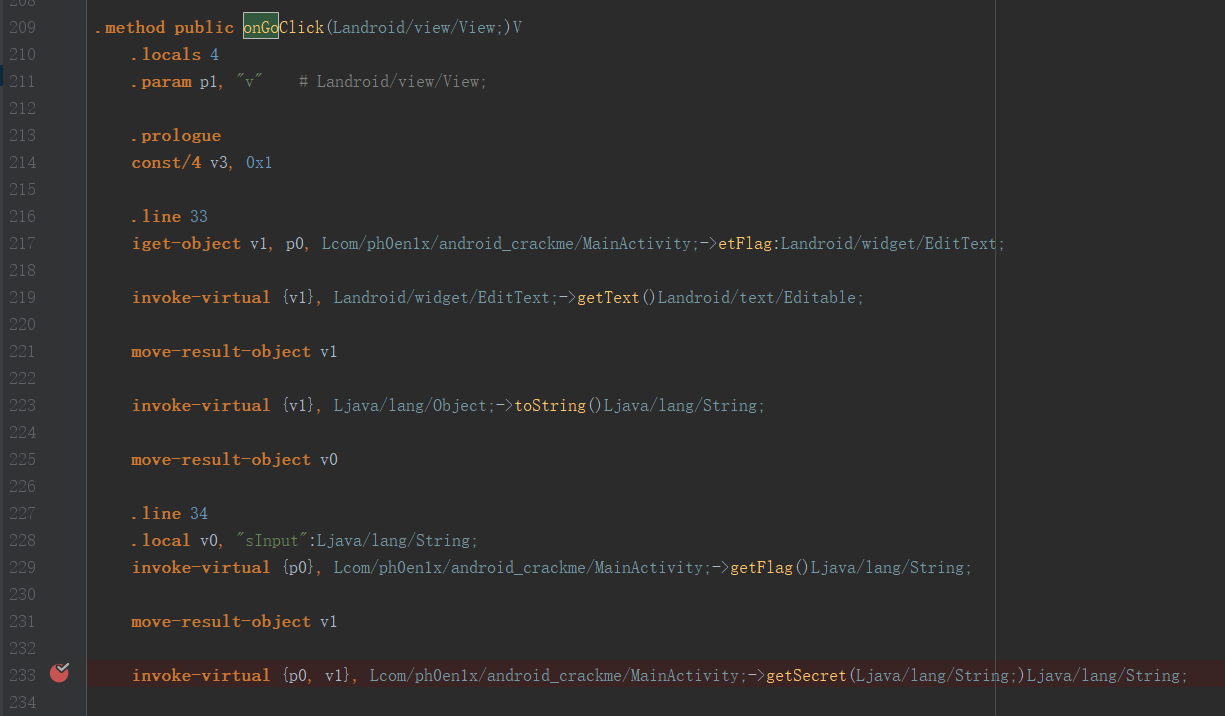 208
209 .method public onGoClick(Landroid/view/View;)V
210 .locals 4
211 .param p1, "v" # Landroid/view/View;
212
213 .prologue
214 const/4 v3, 0x1
215
216 .line 33
217 iget-object v1, p0, Lcom/ph0en1x/android_crackme/MainActivity;->etFlag:Landroid/widget/EditText;
218
219 invoke-virtual {v1}, Landroid/widget/EditText;->getText()Landroid/text/Editable;
220
221 move-result-object v1
222
223 invoke-virtual {v1}, Ljava/lang/Object;->toString()Ljava/lang/String;
224
225 move-result-object v0
226
227 .line 34
228 .local v0, "sInput":Ljava/lang/String;
229 invoke-virtual {p0}, Lcom/ph0en1x/android_crackme/MainActivity;->getFlag()Ljava/lang/String;
230
231 move-result-object v1
232
233 invoke-virtual {p0, v1}, Lcom/ph0en1x/android_crackme/MainActivity;->getSecret(Ljava/lang/String;)Ljava/lang/String;
234